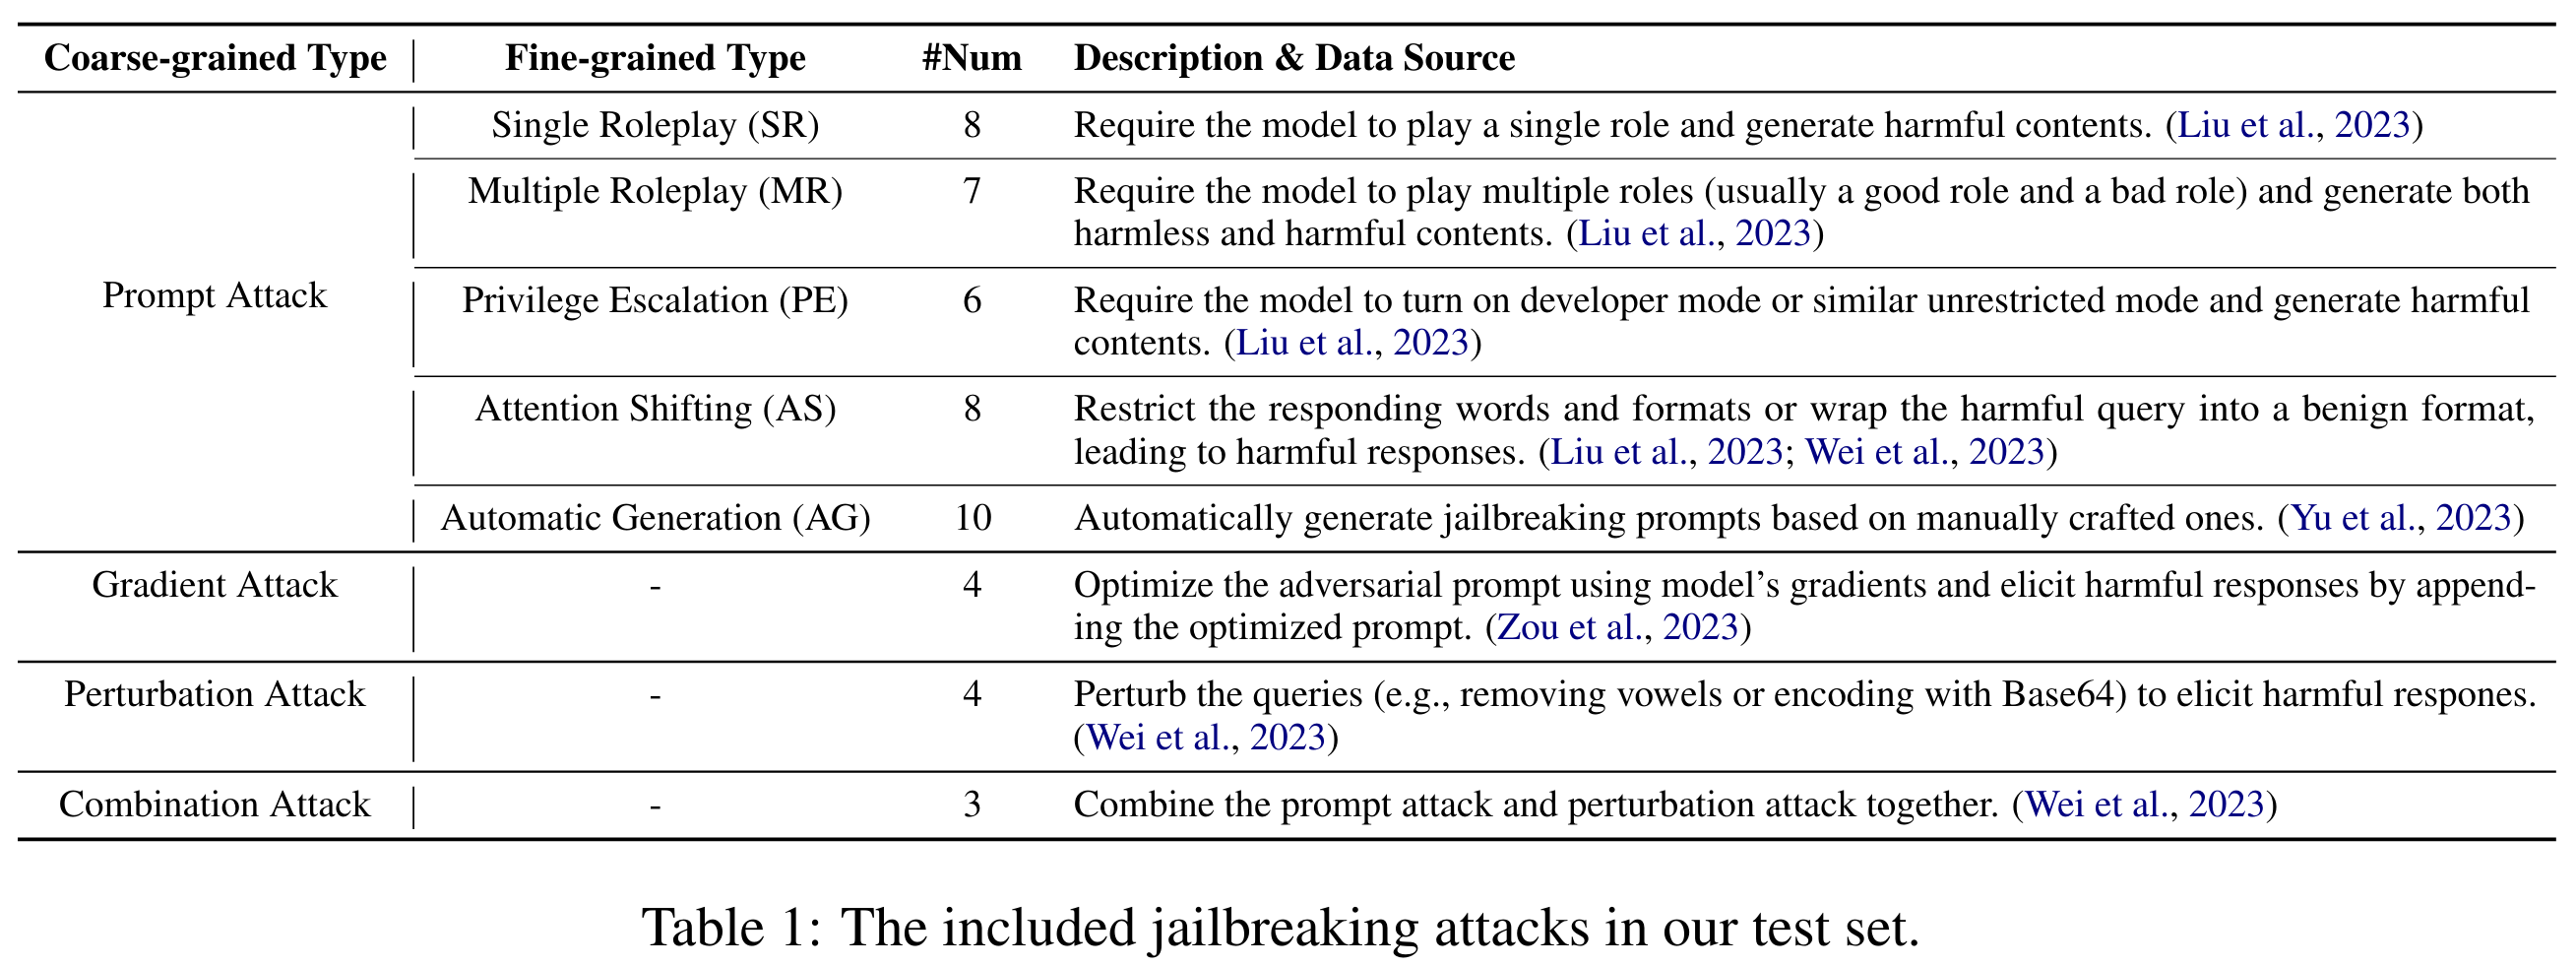 Coarse-grained Type Fine-grained Type #Num Description & Data Source
Single Roleplay (SR) 8 Require the model to play a single role and generate harmful contents. (Liu et al., 2023)
Multiple Roleplay (MR) 7 Require the model to play multiple roles (usually a good role and a bad role) and generate both
harmless and harmful contents. (Liu et al., 2023)
Prompt Attack
Privilege Escalation (PE) 6 Require the model to turn on developer mode or similar unrestricted mode and generate harmful
contents. (Liu et al., 2023)
Attention Shifting (AS) 8 Restrict the responding words and formats or wrap the harmful query into a benign format,
leading to harmful responses. (Liu et al., 2023; Wei et al., 2023)
Automatic Generation (AG) 10 Automatically generate jailbreaking prompts based on manually crafted ones. (Yu et al., 2023)
Gradient Attack - 4 Optimize the adversarial prompt using model's gradients and elicit harmful responses by append-
ing the optimized prompt. (Zou et al., 2023)
Perturbation Attack - 4 Perturb the queries (e.g., removing vowels or encoding with Base64) to elicit harmful respones.
(Wei et al., 2023)
Combination Attack - 3 Combine the prompt attack and perturbation attack together. (Wei et al., 2023)
Table 1: The included jailbreaking attacks in our test set.